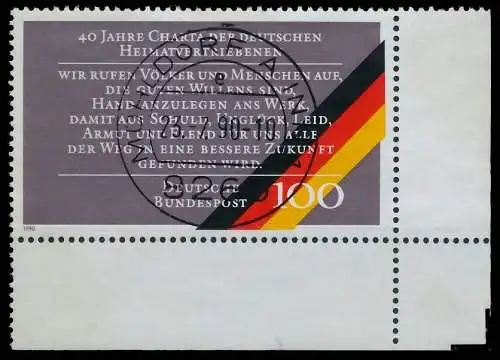 40 JAHRE CHARTA DER DEUTSCHEN
HEIMATVERTRIEBENEN
WIR RUFEN VÖLKER UND MENSCHEN AUF,
DIE GUTEN WILLENS SIND,
HAND ANZULEGEN ANS WERK,
DAMIT AUS SCHULD, UNGLÜCK, LEID,
ARMUT UND ELEND FÜR UNS ALLE
DER WEG IN EINE BESSERE ZUKUNFT
GEFUNDEN WIRD.
DEUTSCHE
BUNDESPOST
100
1990
MÜHLDORF A INN